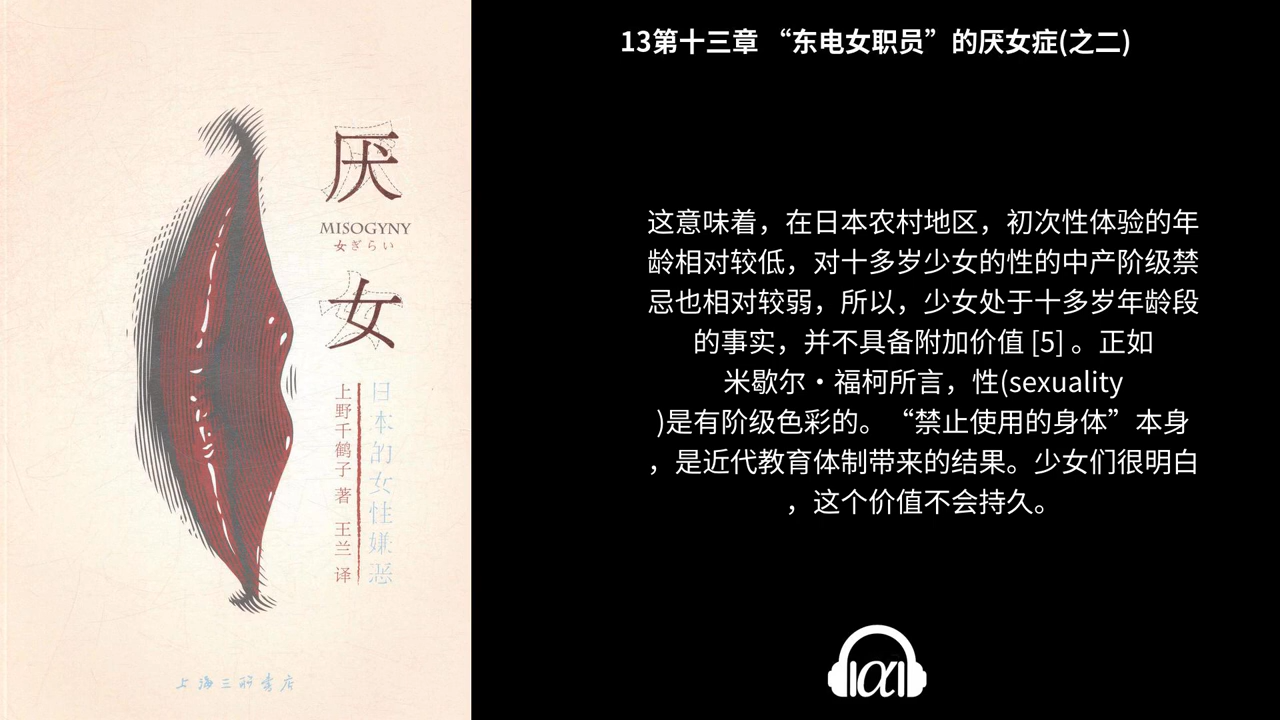 厌
MISOGYNY
女ぎらい
女
上野千鹤子 著 王兰 译
日本的女性嫌恶
上海三联书店
13第十三章 “东电女职员”的厌女症(之二)
这意味着，在日本农村地区，初次性体验的年
龄相对较低，对十多岁少女的性的中产阶级禁
忌也相对较弱，所以，少女处于十多岁年龄段
的事实，并不具备附加价值 [5] 。正如
米歇尔·福柯所言，性(sexuality
)是有阶级色彩的。 “禁止使用的身体”本身
，是近代教育体制带来的结果。少女们很明白
，这个价值不会持久。
lαl